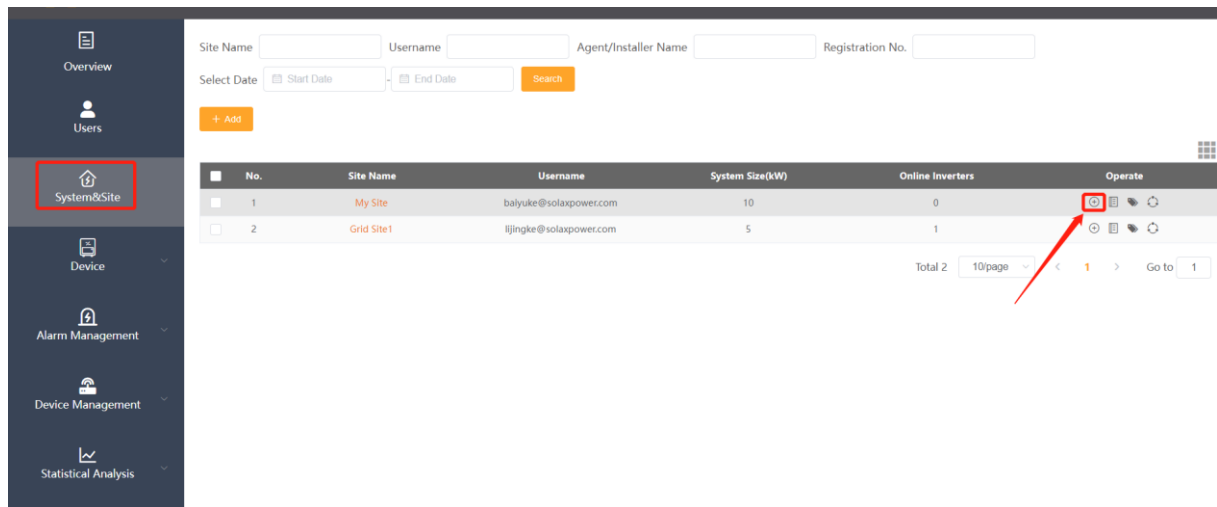 Overview
Users
System&Site
Device
Alarm Management
Device Management
Statistical Analysis
Site Name Username Agent/Installer Name Registration No.
Select Date Start Date - End Date Search
+ Add
No. Site Name Username System Size(kW) Online Inverters Operate
1 My Site baiyuke@solaxpower.com 10 0
2 Grid Site1 lijingke@solaxpower.com 5 1
Total 2 10/page < 1 > Go to 1